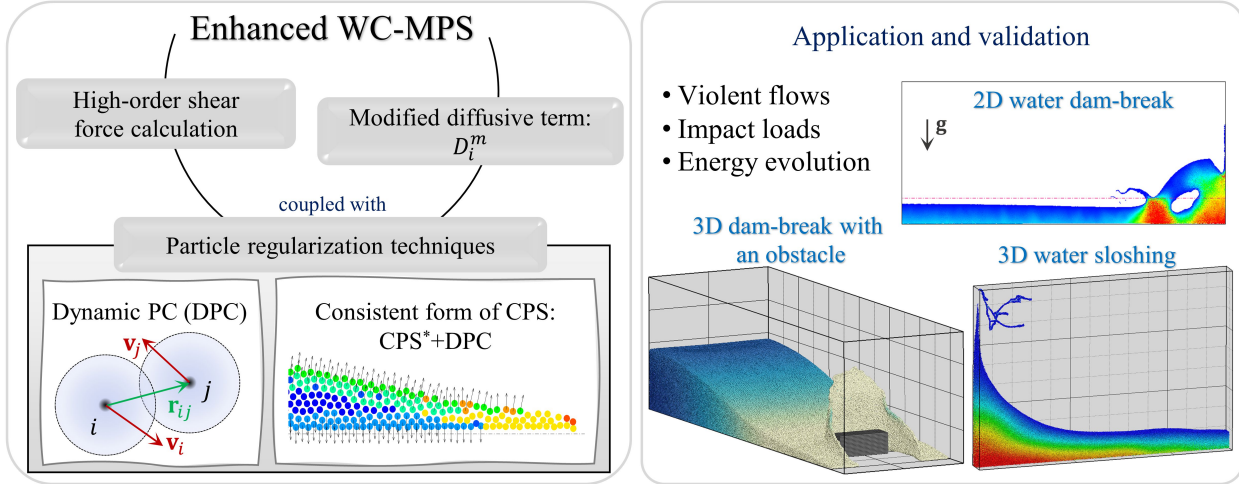 Enhanced WC-MPS
High-order shear
force calculation
Modified diffusive term:
D_i^m
coupled with
Particle regularization techniques
Dynamic PC (DPC)
v_j
j
r_ij
i
v_i
Consistent form of CPS:
CPS*+DPC
Application and validation
• Violent flows
• Impact loads
• Energy evolution
2D water dam-break
g
3D dam-break with
an obstacle
3D water sloshing